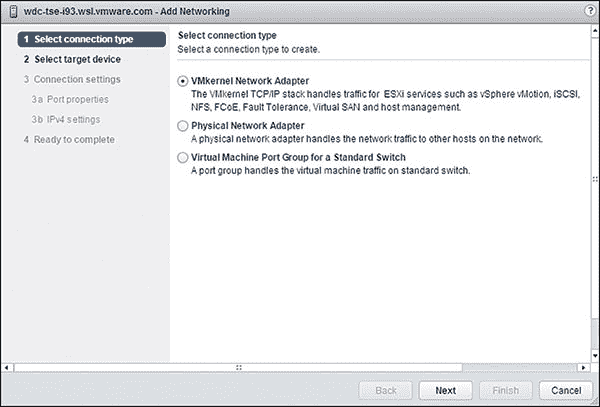 wdc-tse-i93.wsl.vmware.com - Add Networking
?
1 Select connection type
2 Select target device
3 Connection settings
3a Port properties
3b IPv4 settings
4 Ready to complete
Select connection type
Select a connection type to create.
VMkernel Network Adapter
The VMkernel TCP/IP stack handles traffic for ESXi services such as vSphere vMotion, iSCSI,
NFS, FCoE, Fault Tolerance, Virtual SAN and host management.
Physical Network Adapter
A physical network adapter handles the network traffic to other hosts on the network.
Virtual Machine Port Group for a Standard Switch
A port group handles the virtual machine traffic on standard switch.
Back Next Finish Cancel